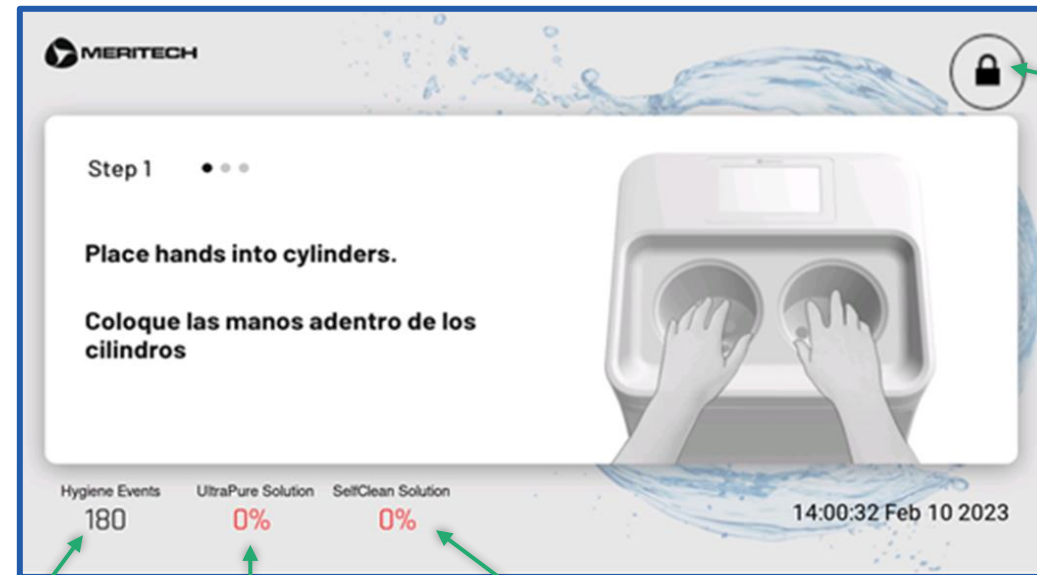 MERITECH
Step 1
Place hands into cylinders.
Coloque las manos adentro de los
cilindros
Hygiene Events UltraPure Solution SelfClean Solution
180 0% 0%
14:00:32 Feb 10 2023